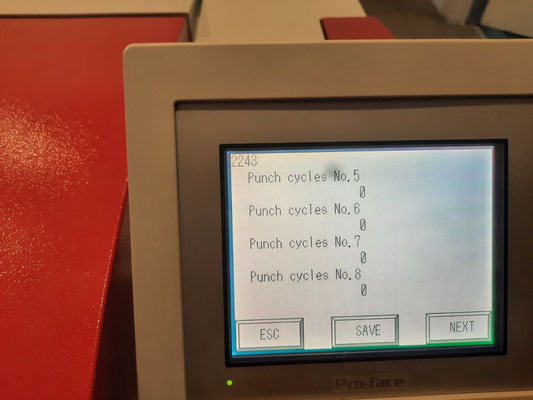 2243
Punch cycles No.5
0
Punch cycles No.6
0
Punch cycles No.7
0
Punch cycles No.8
0
ESC SAVE NEXT
Pro-face